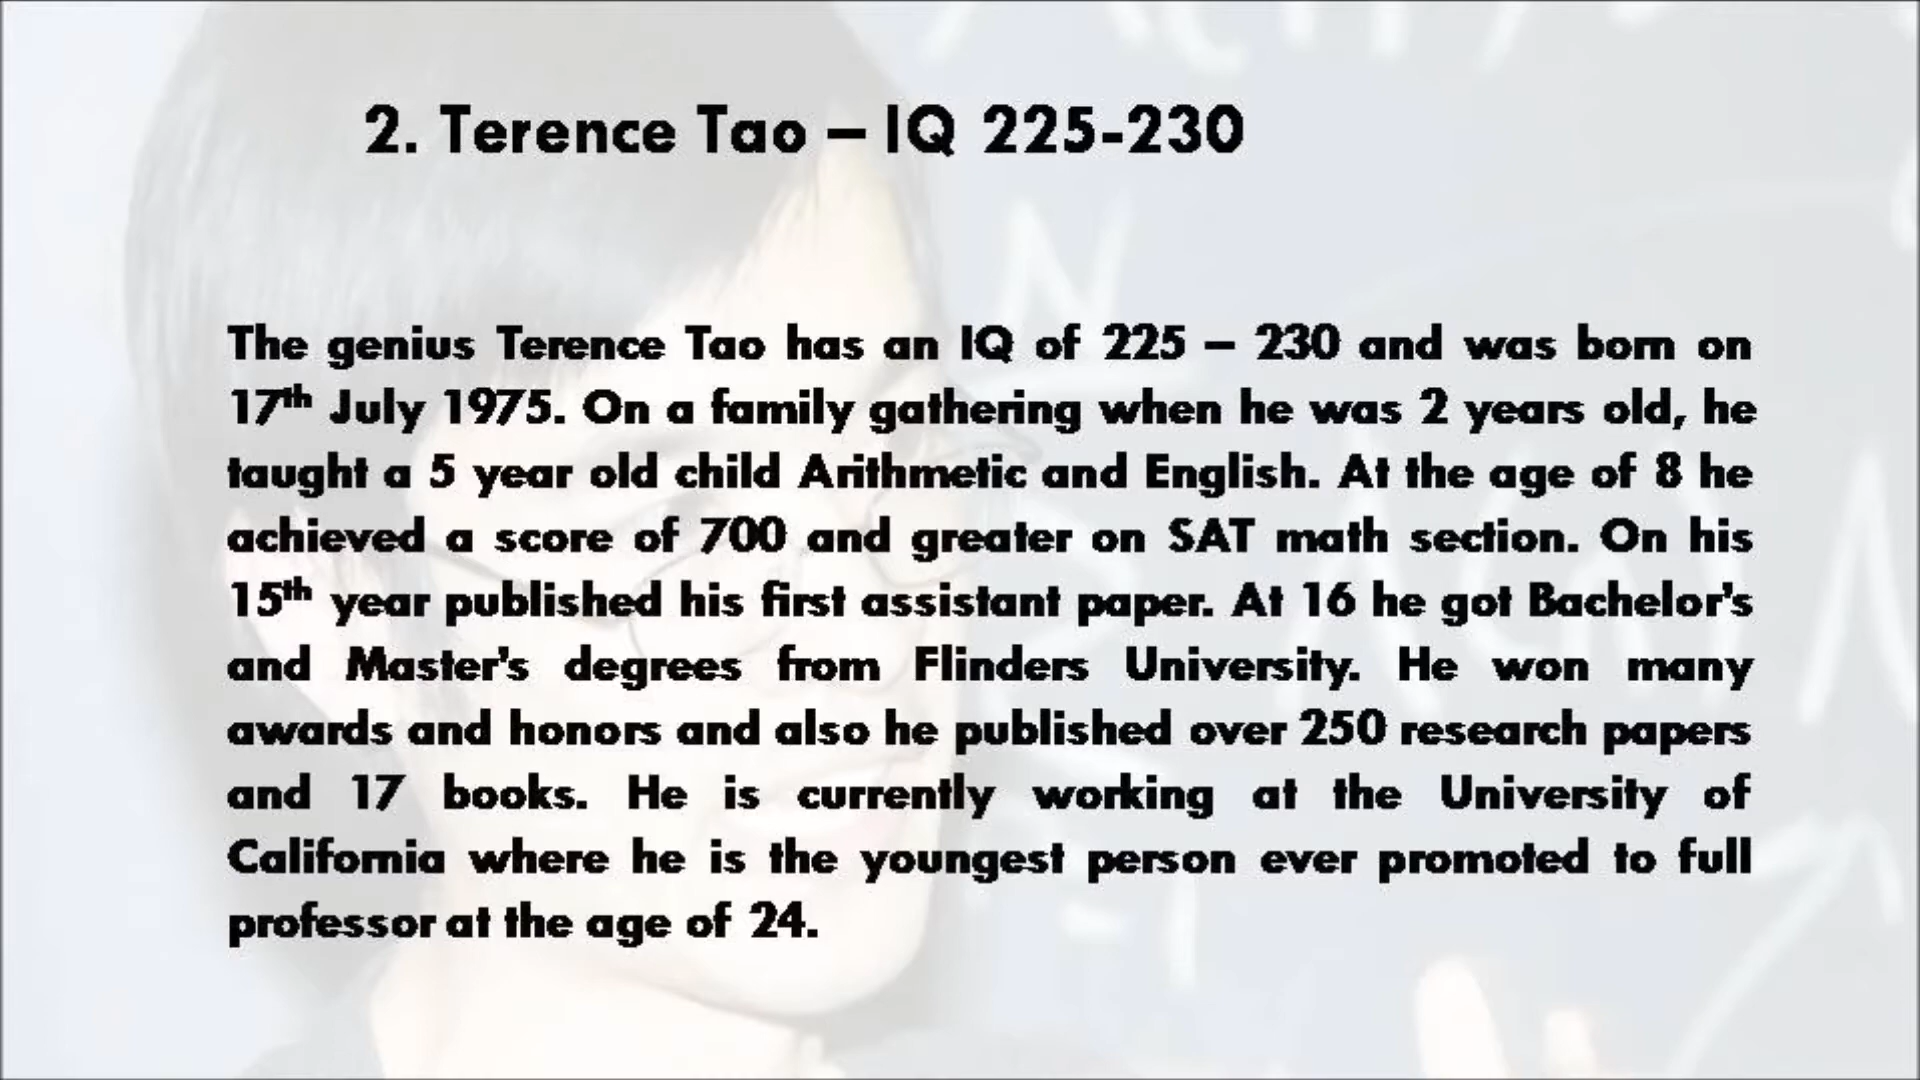 2. Terence Tao – IQ 225-230
The genius Terence Tao has an IQ of 225 – 230 and was born on
17th July 1975. On a family gathering when he was 2 years old, he
taught a 5 year old child Arithmetic and English. At the age of 8 he
achieved a score of 700 and greater on SAT math section. On his
15th year published his first assistant paper. At 16 he got Bachelor's
and Master's degrees from Flinders University. He won many
awards and honors and also he published over 250 research papers
and 17 books. He is currently working at the University of
California where he is the youngest person ever promoted to full
professor at the age of 24.